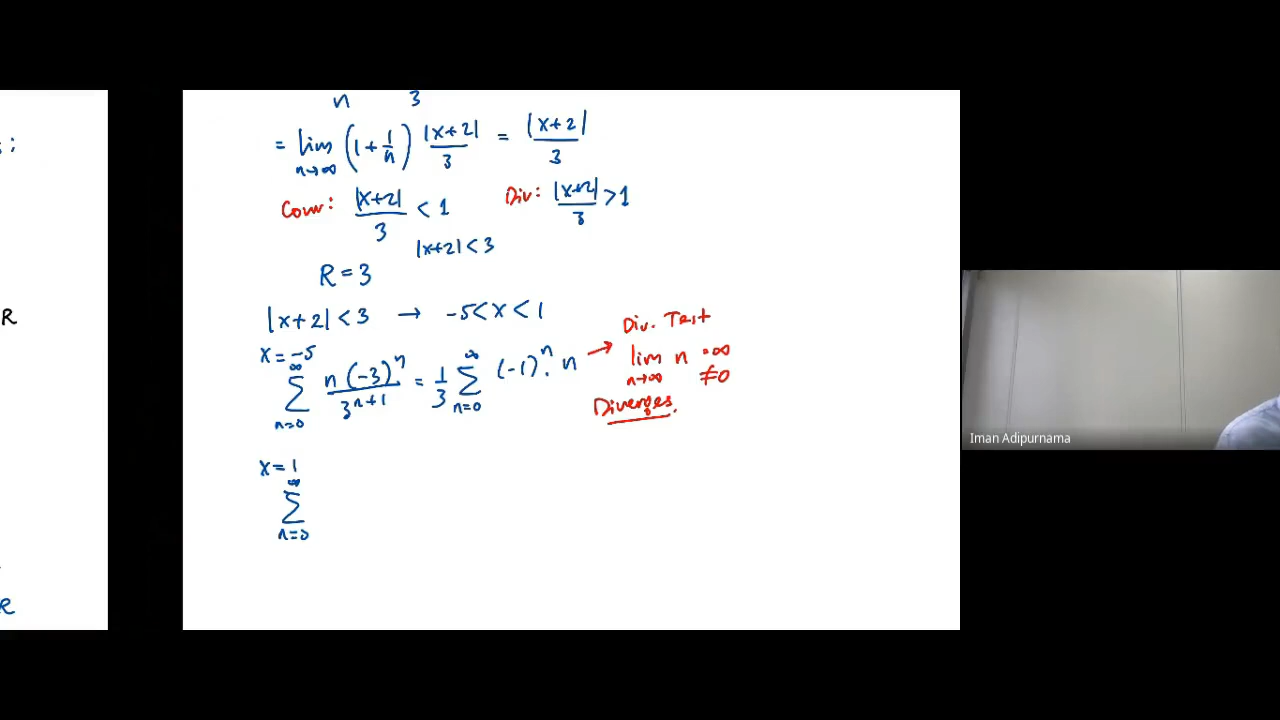 n 3
s:
= lim n→∞ (1 + 1/n) |x+2|/3 = |x+2|/3
Conv: |x+2|/3 < 1 Div: |x+2|/3 > 1
|x+2| < 3
R = 3
R
|x+2| < 3 → -5 < x < 1
Div. Test
x = -5
∞ ∑ n=0 n(-3)^n / 3^{n+1} = 1/3 ∞ ∑ n=0 (-1)^n · n → lim n→∞ n = ∞ ≠ 0
Diverges.
Iman Adipurnama
x = 1
∞ ∑ n=0
R